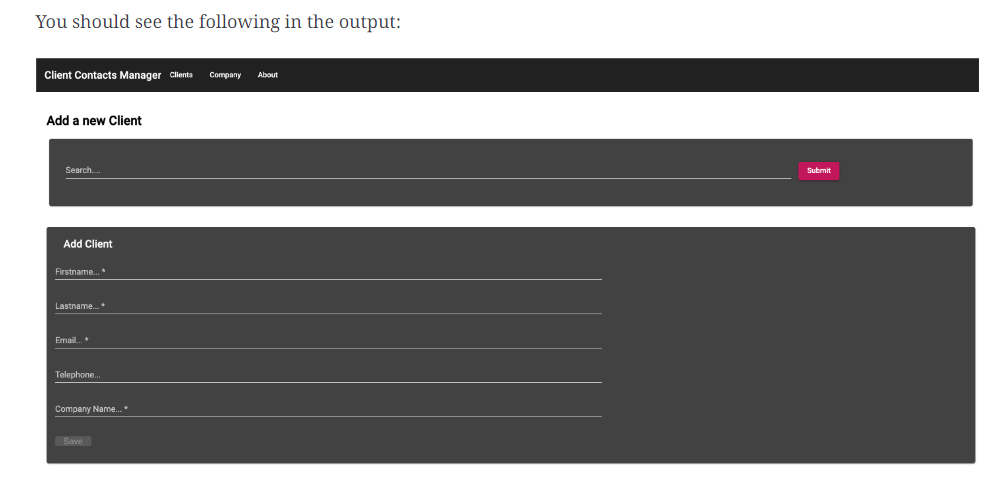 You should see the following in the output:
Client Contacts Manager Clients Company About
Add a new Client
Search.... Submit
Add Client
Firstname... *
Lastname... *
Email... *
Telephone...
Company Name... *
Save